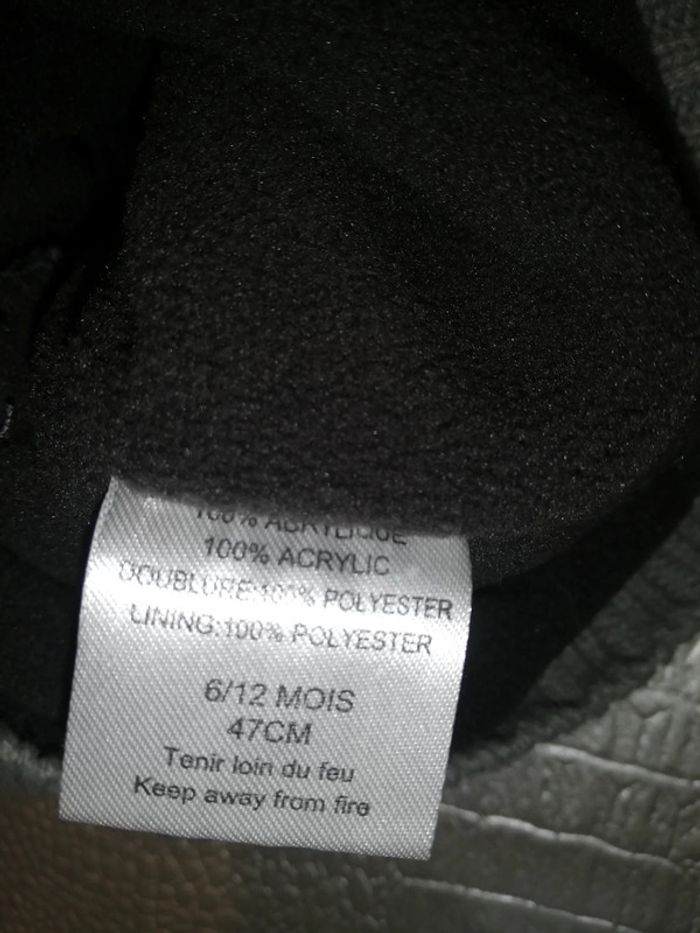 100% ACRYLIQUE
100% ACRYLIC
DOUBLURE:100% POLYESTER
LINING:100% POLYESTER
6/12 MOIS
47CM
Tenir loin du feu
Keep away from fire